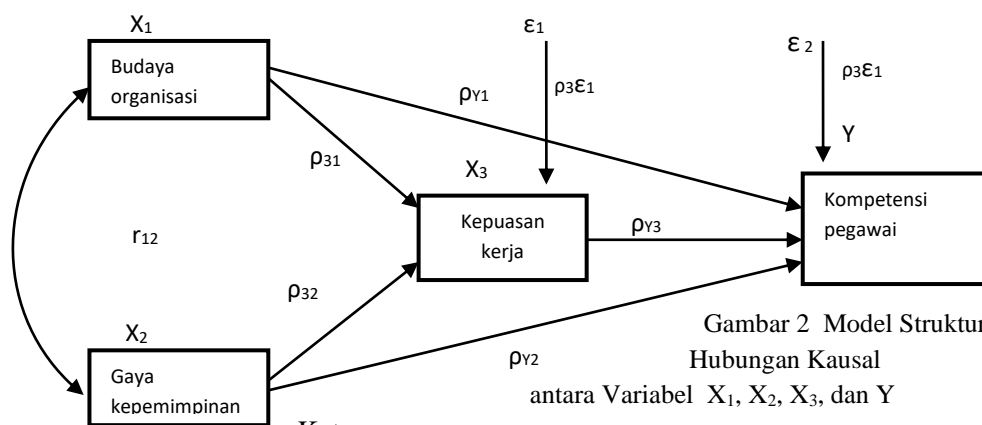 X₁
ε₁
ε ₂
Budaya
organisasi
ρ₃ε₁
ρ₃ε₁
ρY₁
Y
ρ₃₁
X₃
Kepuasan
kerja
Kompetensi
pegawai
r₁₂
ρY₃
ρ₃₂
X₂
Gaya
kepemimpinan
ρY₂
Gambar 2 Model Struktur
Hubungan Kausal
antara Variabel X₁, X₂, X₃, dan Y